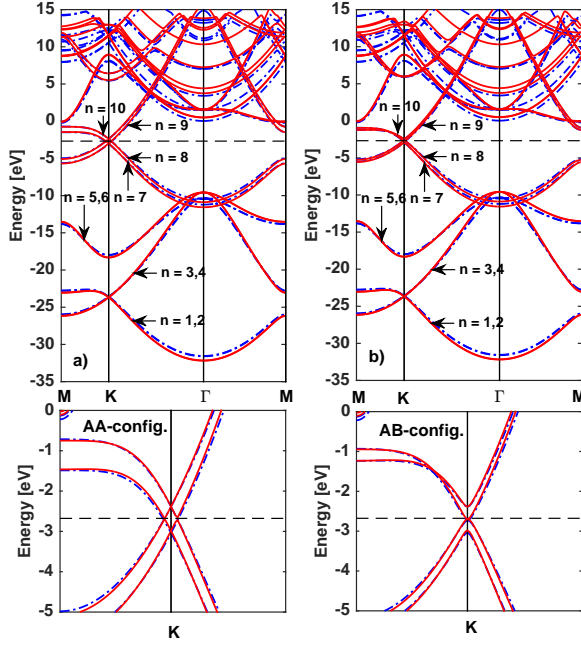 15 15
10 10
n = 10 n = 10
5 5
n = 9 n = 9
0 0
-5 n = 8 -5 n = 8
-10 n = 5,6 n = 7 -10 n = 5,6 n = 7
-15 -15
-20 n = 3,4 -20 n = 3,4
-25 -25
n = 1,2 n = 1,2
-30 a) -30 b)
-35 -35
Energy [eV] Energy [eV]
M K Γ M M K Γ M
0 AA-config. 0 AB-config.
-1 -1
-2 -2
-3 -3
-4 -4
-5 -5
Energy [eV] Energy [eV]
K K